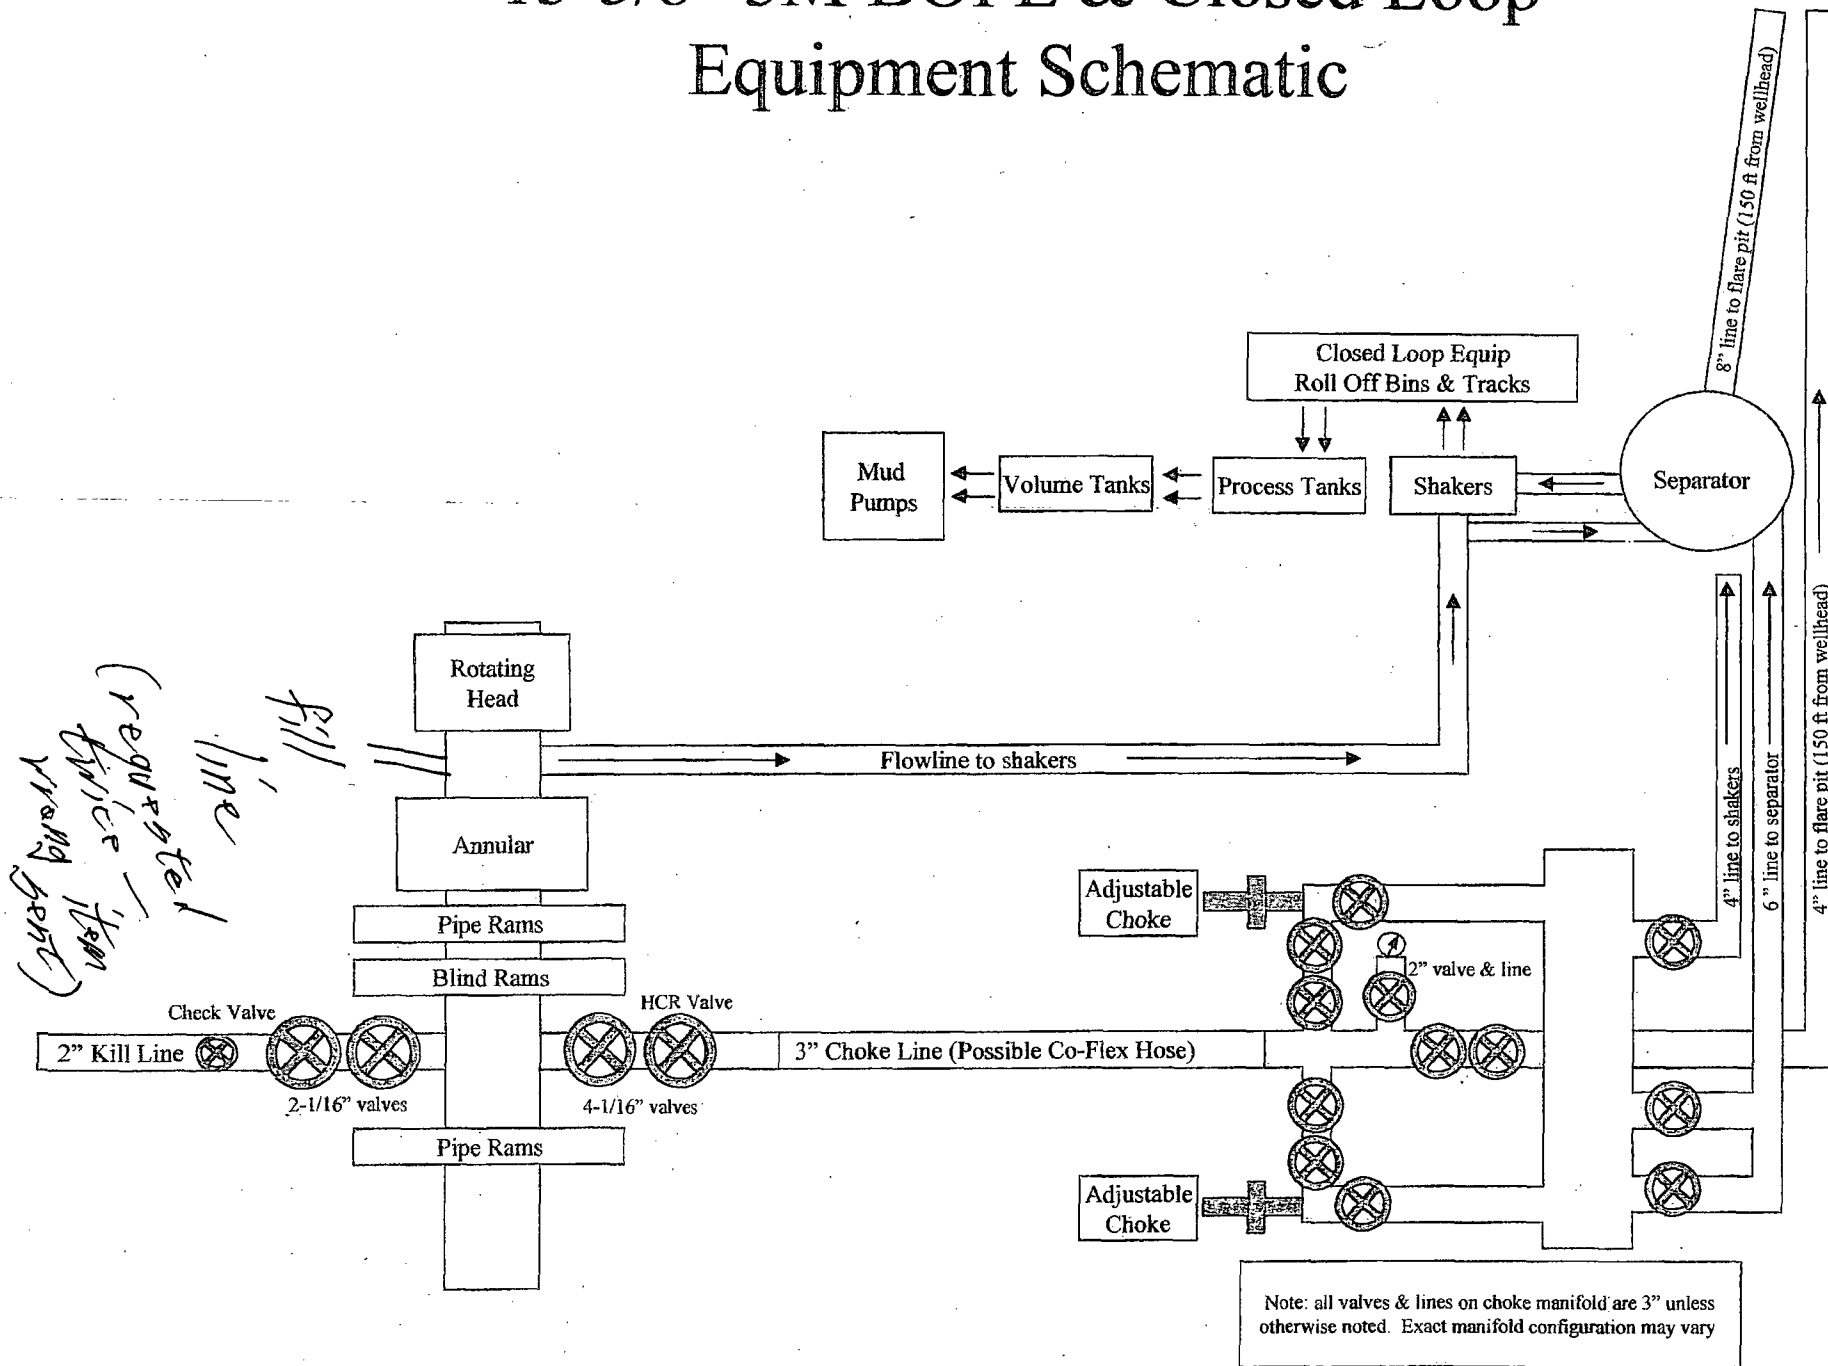 Equipment Schematic
8" line to flare pit (150 ft from wellhead)
Closed Loop Equip
Roll Off Bins & Tracks
Mud
Pumps
Volume Tanks
Process Tanks
Shakers
Separator
Rotating
Head
fill
line
(requested
twice –
item
wrong
sent)
Flowline to shakers
4" line to shakers
6" line to separator
4" line to flare pit (150 ft from wellhead)
Annular
Adjustable
Choke
Pipe Rams
Blind Rams
2" valve & line
Check Valve
HCR Valve
2" Kill Line
3" Choke Line (Possible Co-Flex Hose)
2-1/16" valves
4-1/16" valves
Pipe Rams
Adjustable
Choke
Note: all valves & lines on choke manifold are 3" unless
otherwise noted. Exact manifold configuration may vary